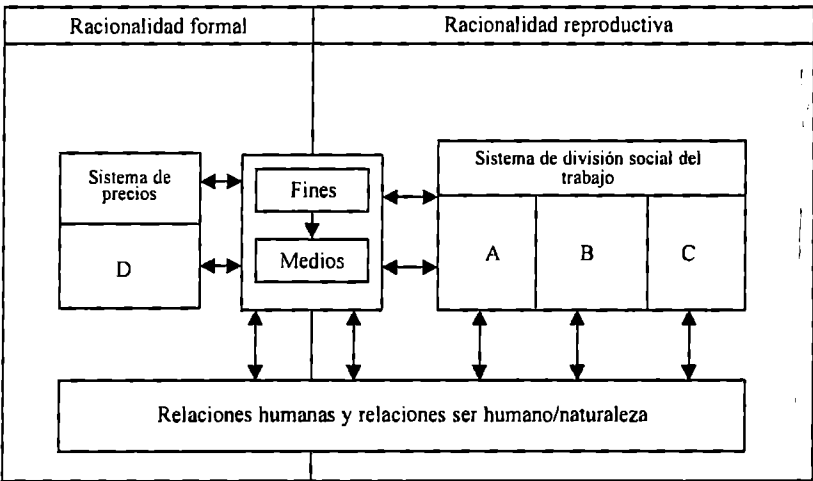 Racionalidad formal
Racionalidad reproductiva
Sistema de
precios
D
Fines
Medios
Sistema de división social del
trabajo
A
B
C
Relaciones humanas y relaciones ser humano/naturaleza